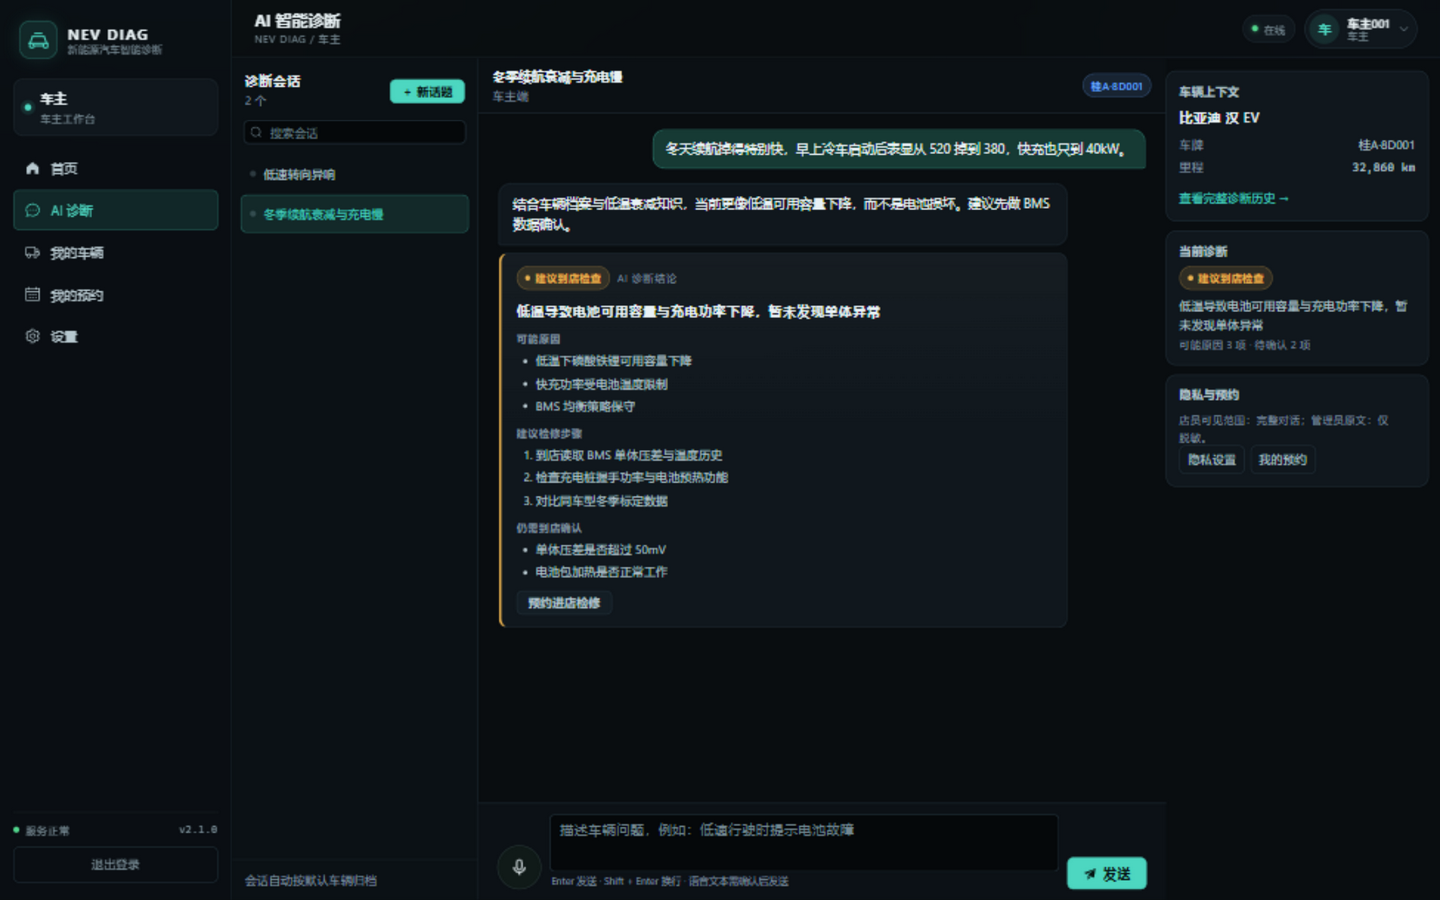 NEV DIAG
新能源汽车智能诊断
车主
车主工作台
首页
AI 诊断
我的车辆
我的预约
设置
服务正常
v2.1.0
退出登录
AI 智能诊断
NEV DIAG / 车主
在线
车
车主001
车主
诊断会话
2 个
+ 新话题
搜索会话
低速转向异响
冬季续航衰减与充电慢
会话自动按默认车辆归档
冬季续航衰减与充电慢
车主端
桂A·8D001
冬天续航掉得特别快，早上冷车启动后表显从 520 掉到 380，快充也只到 40kW。
结合车辆档案与低温衰减知识，当前更像低温可用容量下降，而不是电池损坏。建议先做 BMS
数据确认。
建议到店检查
AI 诊断结论
低温导致电池可用容量与充电功率下降，暂未发现单体异常
可能原因
• 低温下磷酸铁锂可用容量下降
• 快充功率受电池温度限制
• BMS 均衡策略保守
建议检修步骤
1. 到店读取 BMS 单体压差与温度历史
2. 检查充电桩握手功率与电池预热功能
3. 对比同车型冬季标定数据
仍需到店确认
• 单体压差是否超过 50mV
• 电池包加热是否正常工作
预约进店检修
描述车辆问题，例如：低速行驶时提示电池故障
Enter 发送 · Shift + Enter 换行 · 语音文本需确认后发送
发送
车辆上下文
比亚迪 汉 EV
车牌
桂A·8D001
里程
32,860 km
查看完整诊断历史 →
当前诊断
建议到店检查
低温导致电池可用容量与充电功率下降，暂
未发现单体异常
可能原因 3 项 · 待确认 2 项
隐私与预约
店员可见范围：完整对话；管理员原文：仅
脱敏。
隐私设置
我的预约